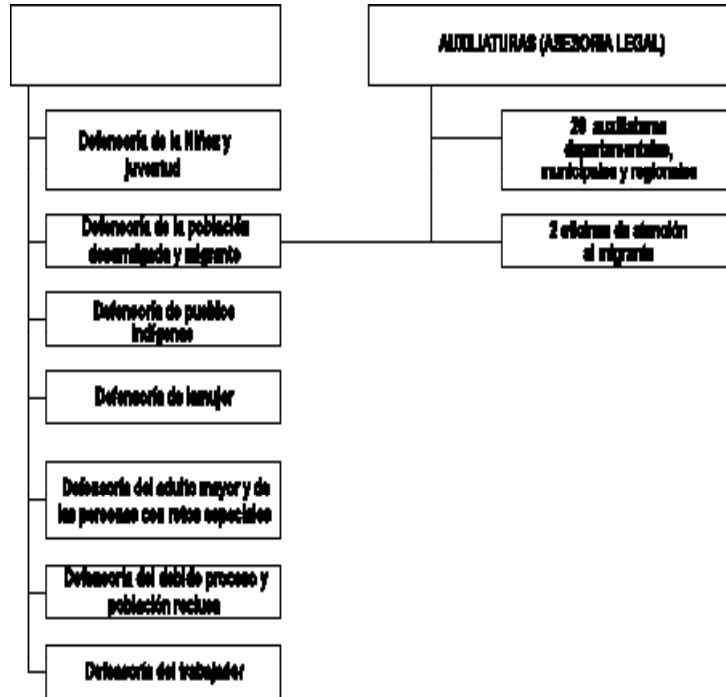 AUXILIATURAS (ASESORIA LEGAL)
Defensoría de la Niñez y
juventud
Defensoría de la población
desarraigada y migrante
Defensoría de pueblos
indígenas
Defensoría de lamujer
Defensoría del adulto mayor y de
las personas con retos especiales
Defensoría del debido proceso y
población reclusa
Defensoría del trabajador
auxiliaturas
departamentales,
municipales y regionales
2 oficinas de atención
al migrante